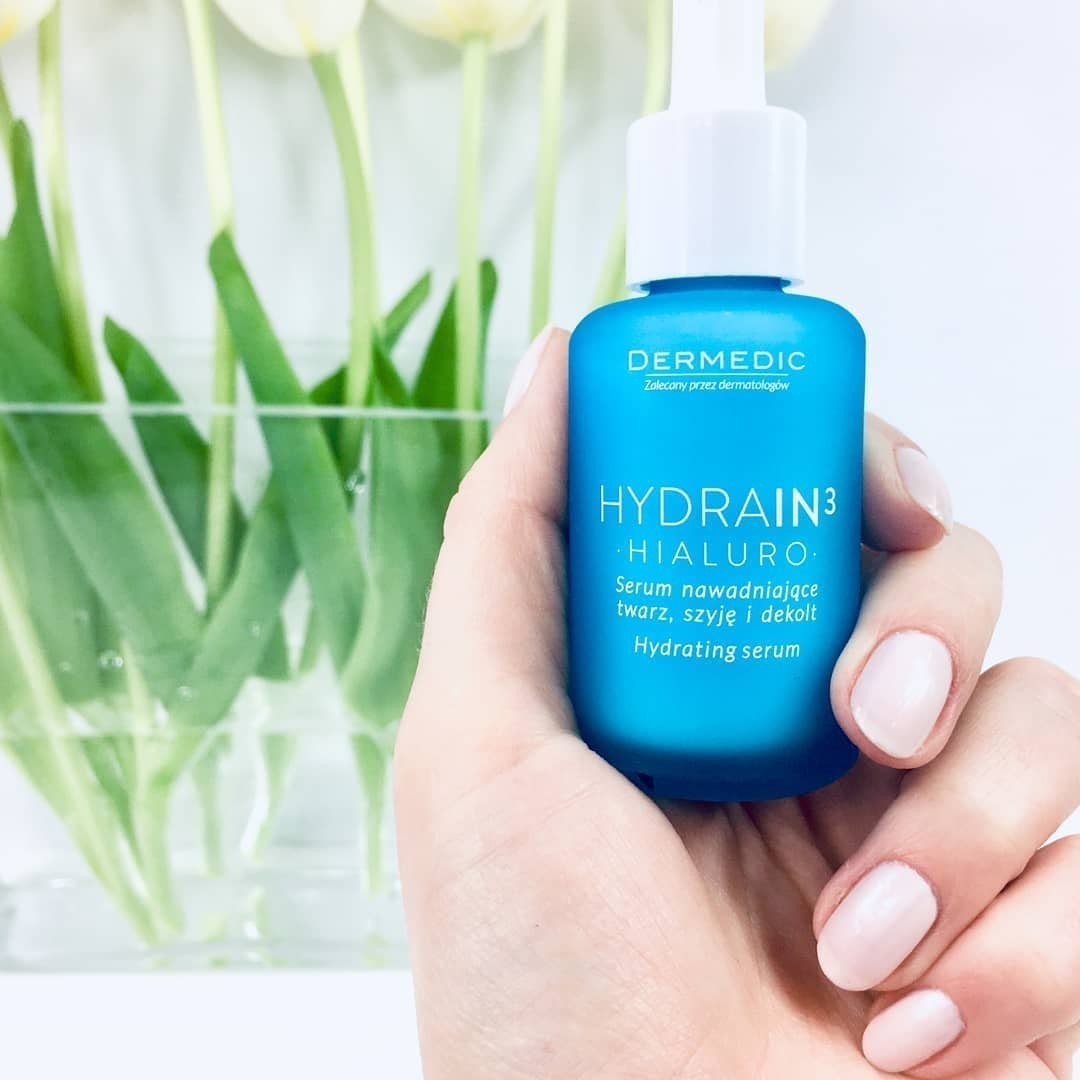 DERMEDIC
Zalecany przez dermatologów
HYDRAIN³
·HIALURO·
Serum nawadniające
twarz, szyję i dekolt
Hydrating serum